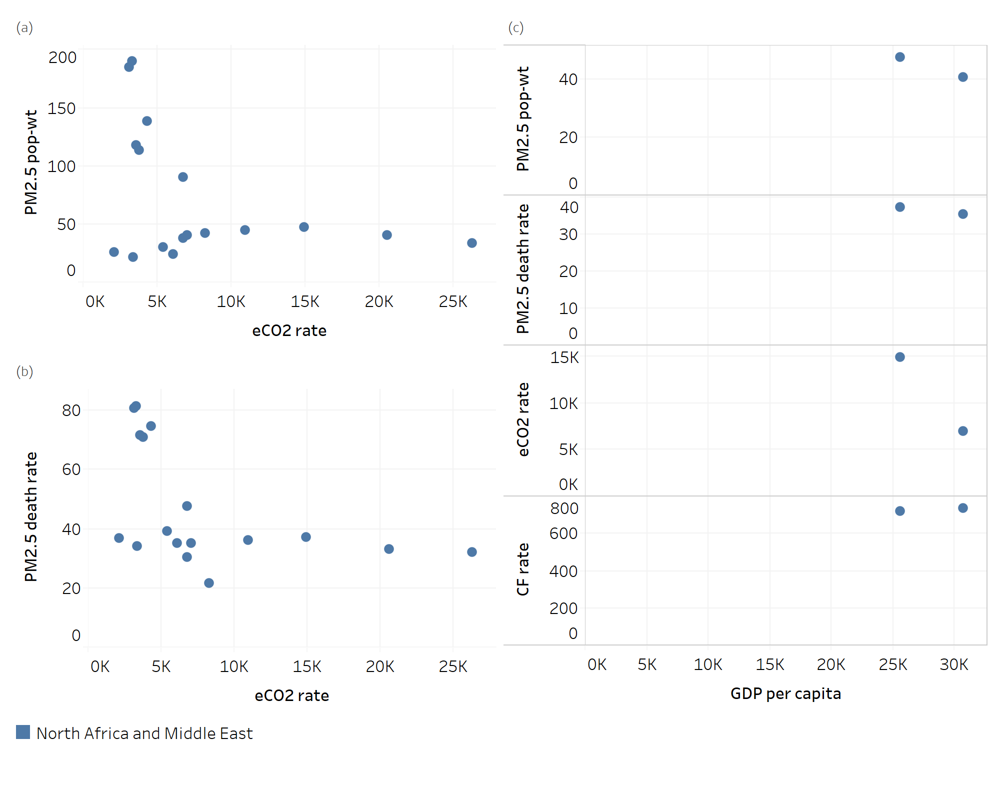 (a)
200
150
100
50
0
PM2.5 pop-wt
0K 5K 10K 15K 20K 25K
eCO2 rate
(b)
80
60
40
20
0
PM2.5 death rate
0K 5K 10K 15K 20K 25K
eCO2 rate
North Africa and Middle East
(c)
PM2.5 pop-wt
40
20
0
PM2.5 death rate
40
30
20
10
0
eCO2 rate
15K
10K
5K
0K
CF rate
800
600
400
200
0
0K 5K 10K 15K 20K 25K 30K
GDP per capita